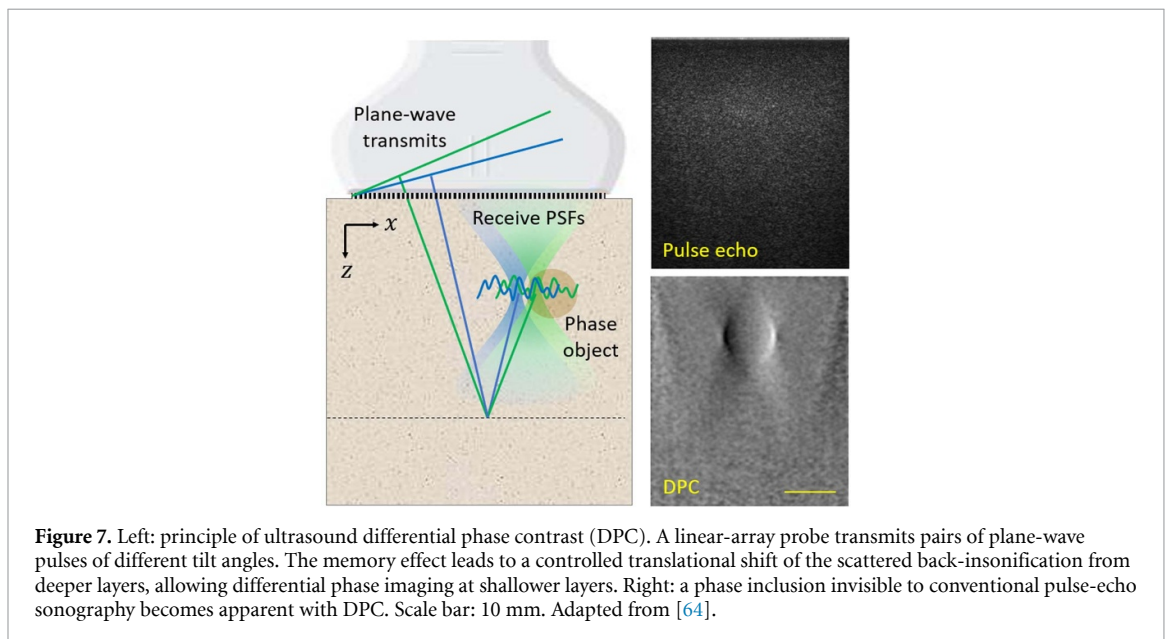 Plane-wave
transmits
Receive PSFs
x
z
Phase
object
Pulse echo
DPC
Figure 7. Left: principle of ultrasound differential phase contrast (DPC). A linear-array probe transmits pairs of plane-wave
pulses of different tilt angles. The memory effect leads to a controlled translational shift of the scattered back-insonification from
deeper layers, allowing differential phase imaging at shallower layers. Right: a phase inclusion invisible to conventional pulse-echo
sonography becomes apparent with DPC. Scale bar: 10 mm. Adapted from [64].